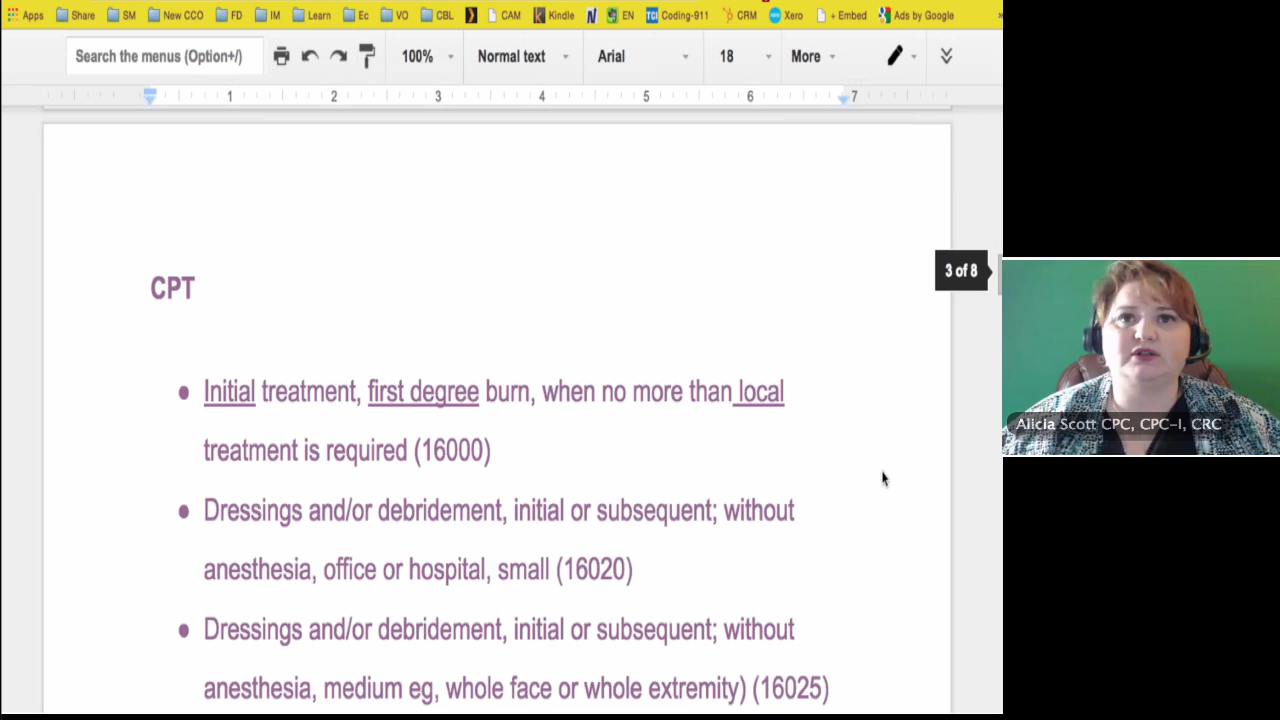 Apps Share SM New CCO FD IM Learn Ec VO CBL CAM Kindle EN TCI Coding-911 CRM Xero + Embed Ads by Google »
Search the menus (Option+/) 100% Normal text Arial 18 More
1 2 3 4 5 6 7
CPT
3 of 8
● Initial treatment, first degree burn, when no more than local
treatment is required (16000)
Alicia Scott CPC, CPC-I, CRC
● Dressings and/or debridement, initial or subsequent; without
anesthesia, office or hospital, small (16020)
● Dressings and/or debridement, initial or subsequent; without
anesthesia, medium eg, whole face or whole extremity) (16025)